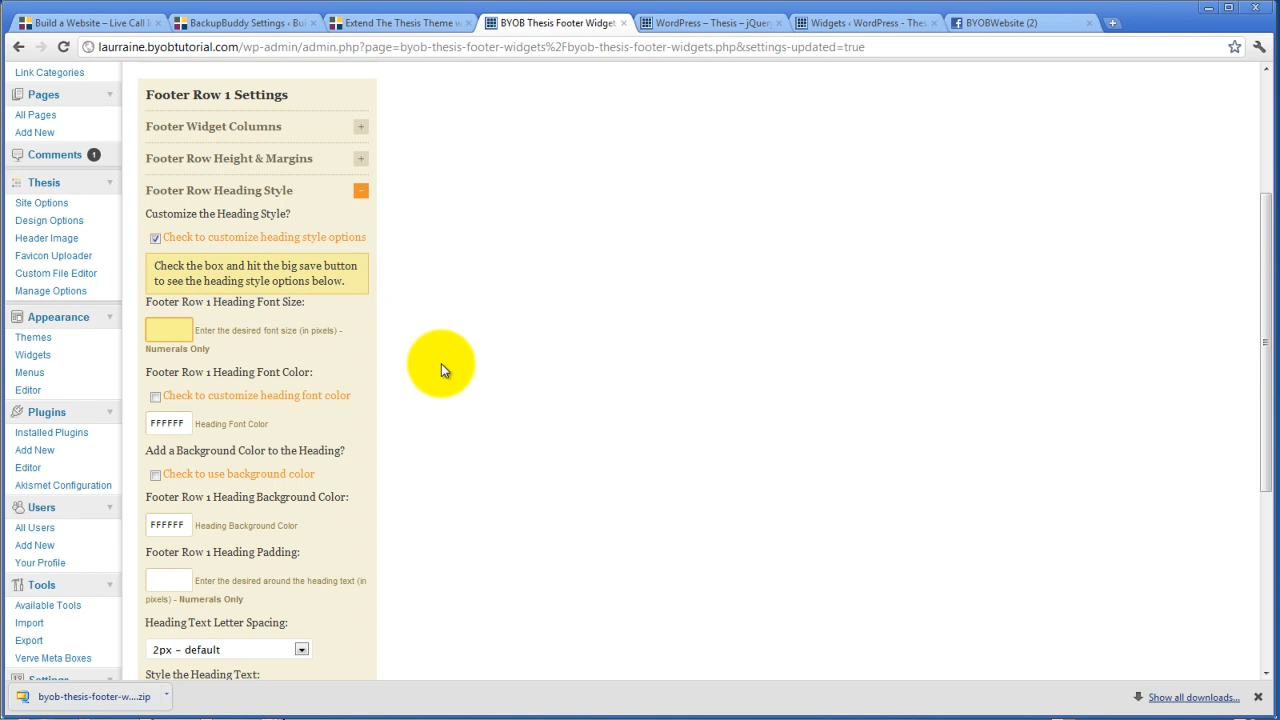 Build a Website – Live Call I
BackupBuddy Settings ‹ Bui
Extend The Thesis Theme w
BYOB Thesis Footer Widget
WordPress – Thesis – jQuery
Widgets ‹ WordPress - Thes
BYOBWebsite (2)
laurraine.byobtutorial.com/wp-admin/admin.php?page=byob-thesis-footer-widgets%2Fbyob-thesis-footer-widgets.php&settings-updated=true
Link Categories
Pages
All Pages
Add New
Comments 1
Thesis
Site Options
Design Options
Header Image
Favicon Uploader
Custom File Editor
Manage Options
Appearance
Themes
Widgets
Menus
Editor
Plugins
Installed Plugins
Add New
Editor
Akismet Configuration
Users
All Users
Add New
Your Profile
Tools
Available Tools
Import
Export
Verve Meta Boxes
Settings
Footer Row 1 Settings
Footer Widget Columns +
Footer Row Height & Margins +
Footer Row Heading Style -
Customize the Heading Style?
Check to customize heading style options
Check the box and hit the big save button
to see the heading style options below.
Footer Row 1 Heading Font Size:
Enter the desired font size (in pixels) -
Numerals Only
Footer Row 1 Heading Font Color:
Check to customize heading font color
FFFFFF Heading Font Color
Add a Background Color to the Heading?
Check to use background color
Footer Row 1 Heading Background Color:
FFFFFF Heading Background Color
Footer Row 1 Heading Padding:
Enter the desired around the heading text (in
pixels) - Numerals Only
Heading Text Letter Spacing:
2px – default
Style the Heading Text:
byob-thesis-footer-w....zip
Show all downloads...